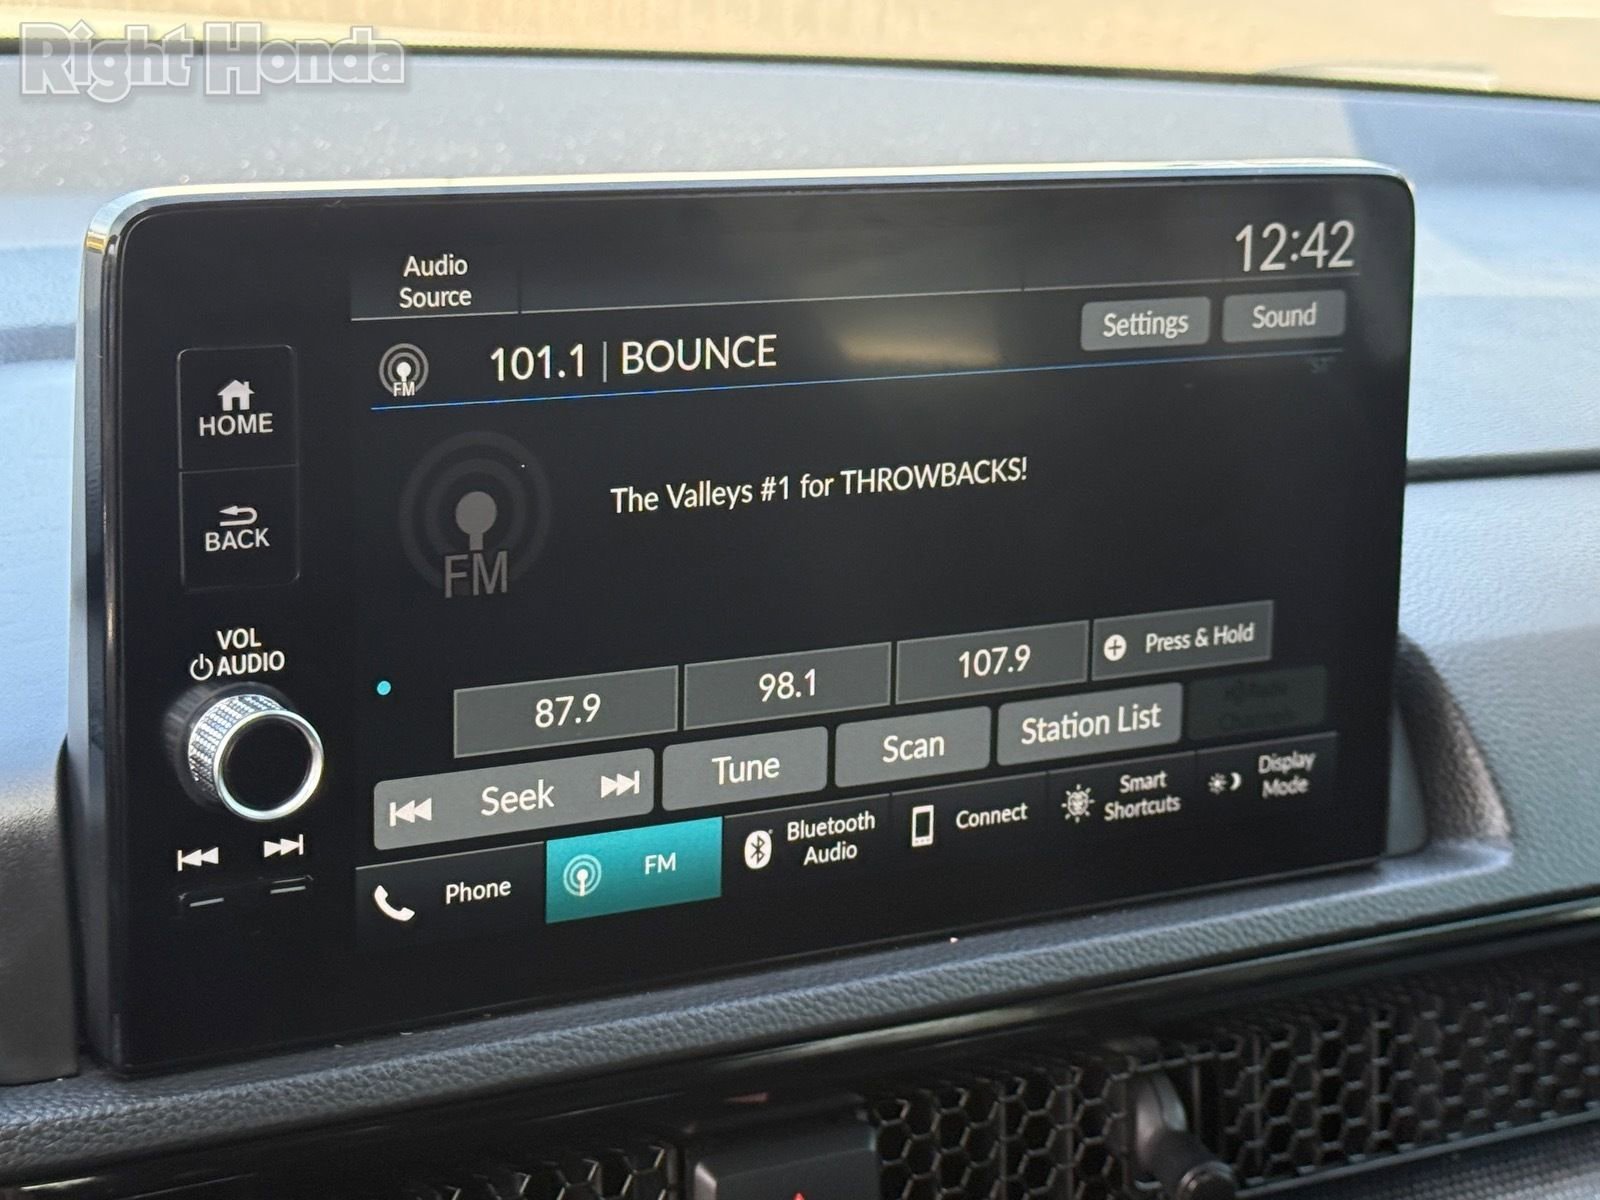 Right Honda
12:42
Audio
Source
Settings
Sound
FM
101.1 | BOUNCE
HOME
The Valleys #1 for THROWBACKS!
FM
BACK
VOL
AUDIO
87.9
98.1
107.9
Press & Hold
Seek
Tune
Scan
Station List
Phone
FM
Bluetooth
Audio
Connect
Smart
Shortcuts
Display
Mode